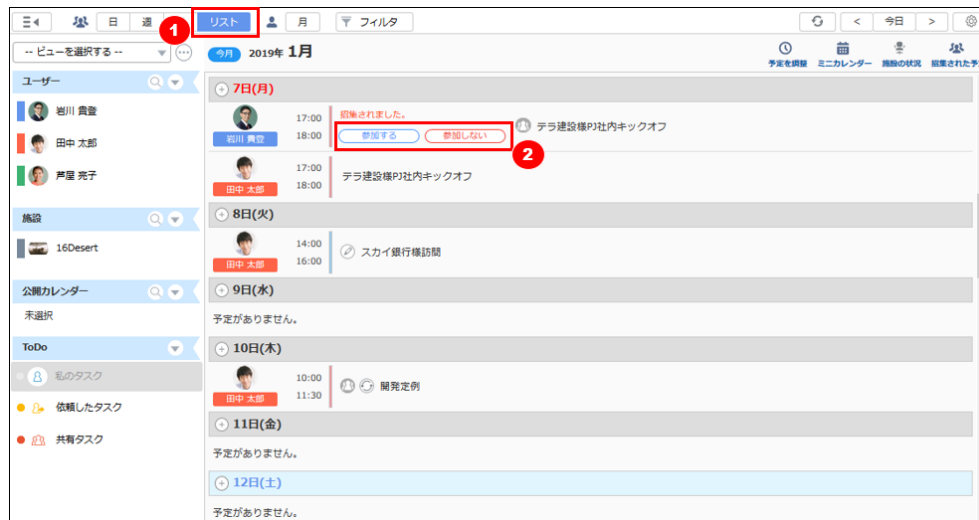 日 週 リスト 月 フィルタ < 今日 >
1
-- ビューを選択する --
今月 2019年 1月
予定を調整 ミニカレンダー 施設の状況 招集された予
ユーザー
岩川 貴登
田中 太郎
芦屋 亮子
施設
16Desert
公開カレンダー
未選択
ToDo
私のタスク
依頼したタスク
共有タスク
7日(月)
岩川 貴登
17:00
18:00
招集されました。
参加する 参加しない
テラ建設様PJ社内キックオフ
2
田中 太郎
17:00
18:00
テラ建設様PJ社内キックオフ
8日(火)
田中 太郎
14:00
16:00
スカイ銀行様訪問
9日(水)
予定がありません。
10日(木)
田中 太郎
10:00
11:30
開発定例
11日(金)
予定がありません。
12日(土)
予定がありません。